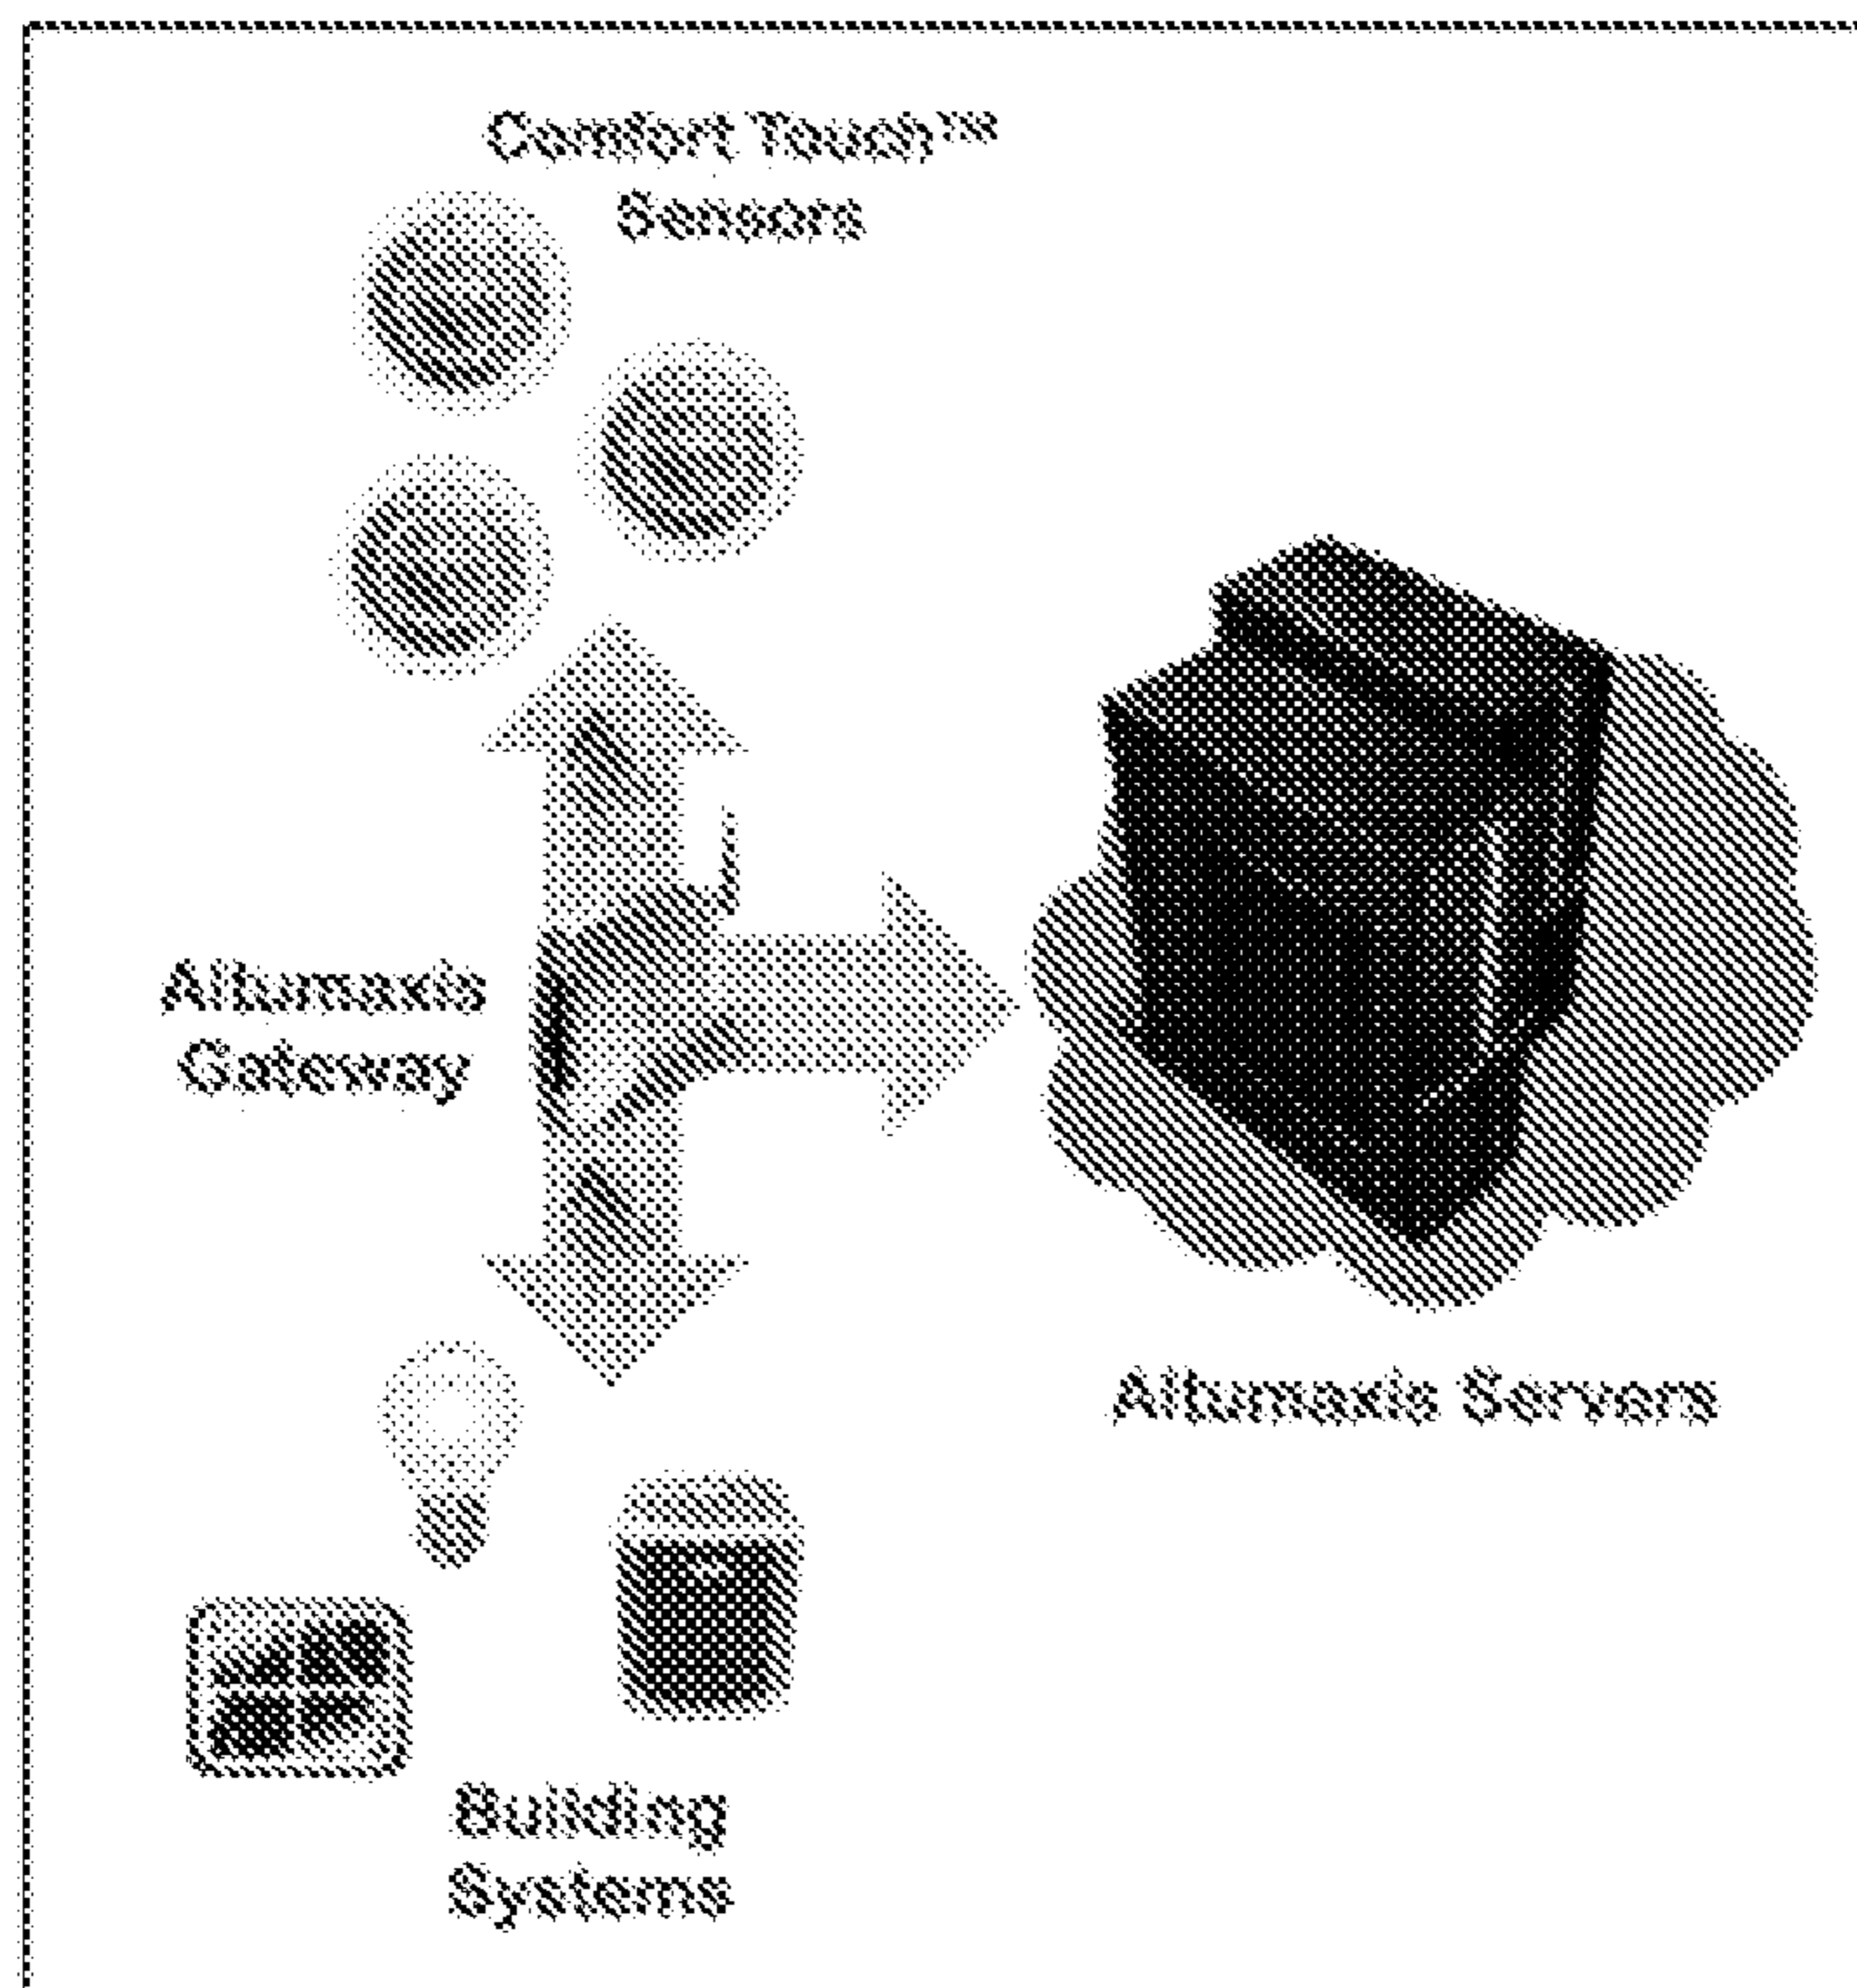 Comfort Touch™
Sensors
Altumaxis
Gateway
Altumaxis Servers
Building
Systems